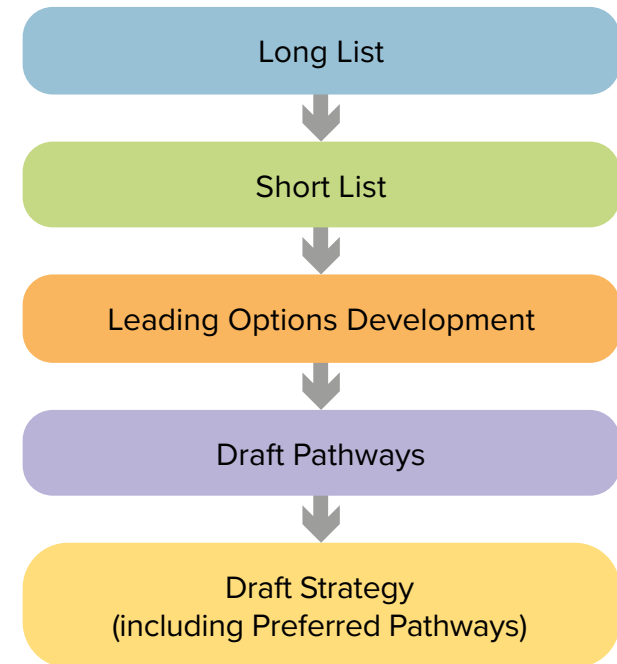 Long List
Short List
Leading Options Development
Draft Pathways
Draft Strategy
(including Preferred Pathways)